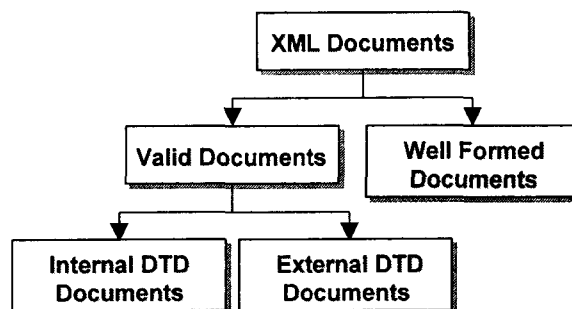 XML Documents
Valid Documents
Well Formed
Documents
Internal DTD
Documents
External DTD
Documents